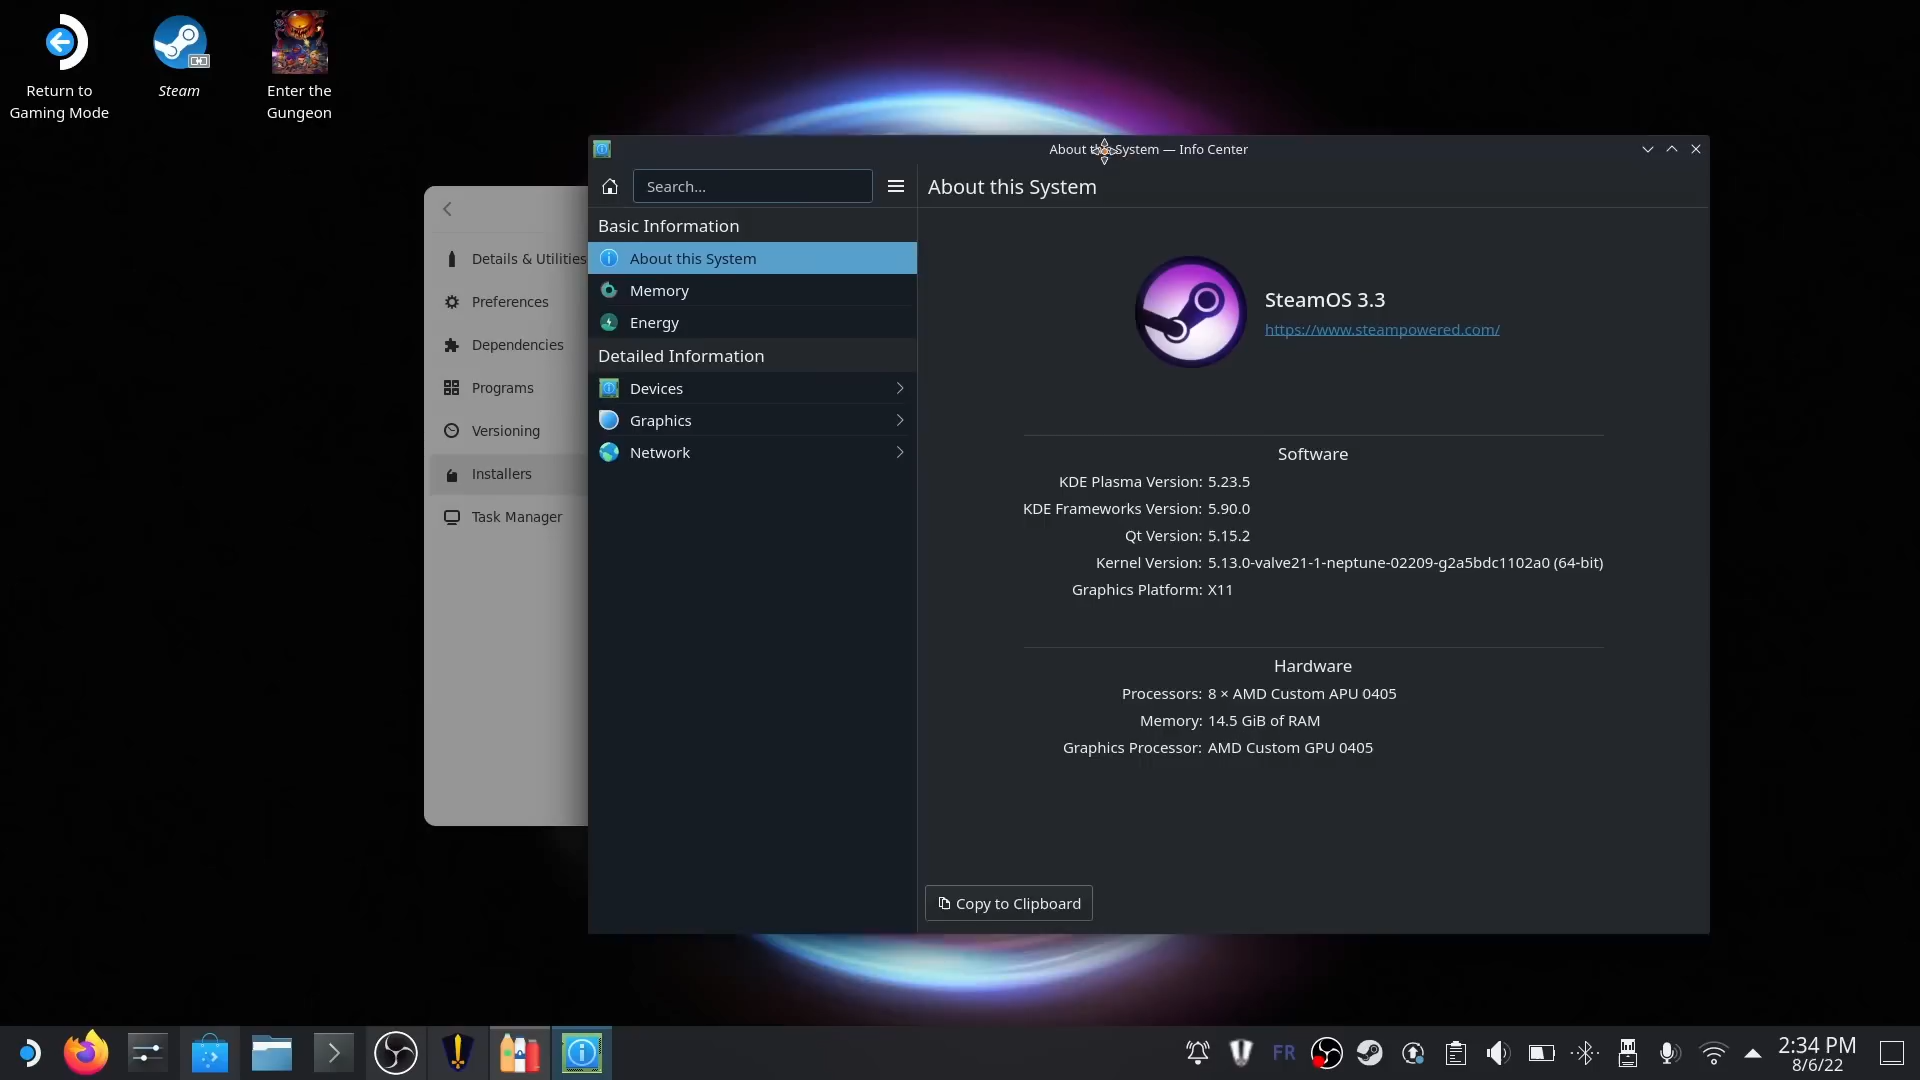 Return to
Gaming Mode
Steam
Enter the
Gungeon
About this System — Info Center
Search...
About this System
Basic Information
About this System
Memory
Energy
Detailed Information
Devices
Graphics
Network
Details & Utilities
Preferences
Dependencies
Programs
Versioning
Installers
Task Manager
SteamOS 3.3
https://www.steampowered.com/
Software
KDE Plasma Version: 5.23.5
KDE Frameworks Version: 5.90.0
Qt Version: 5.15.2
Kernel Version: 5.13.0-valve21-1-neptune-02209-g2a5bdc1102a0 (64-bit)
Graphics Platform: X11
Hardware
Processors: 8 × AMD Custom APU 0405
Memory: 14.5 GiB of RAM
Graphics Processor: AMD Custom GPU 0405
Copy to Clipboard
FR
2:34 PM
8/6/22